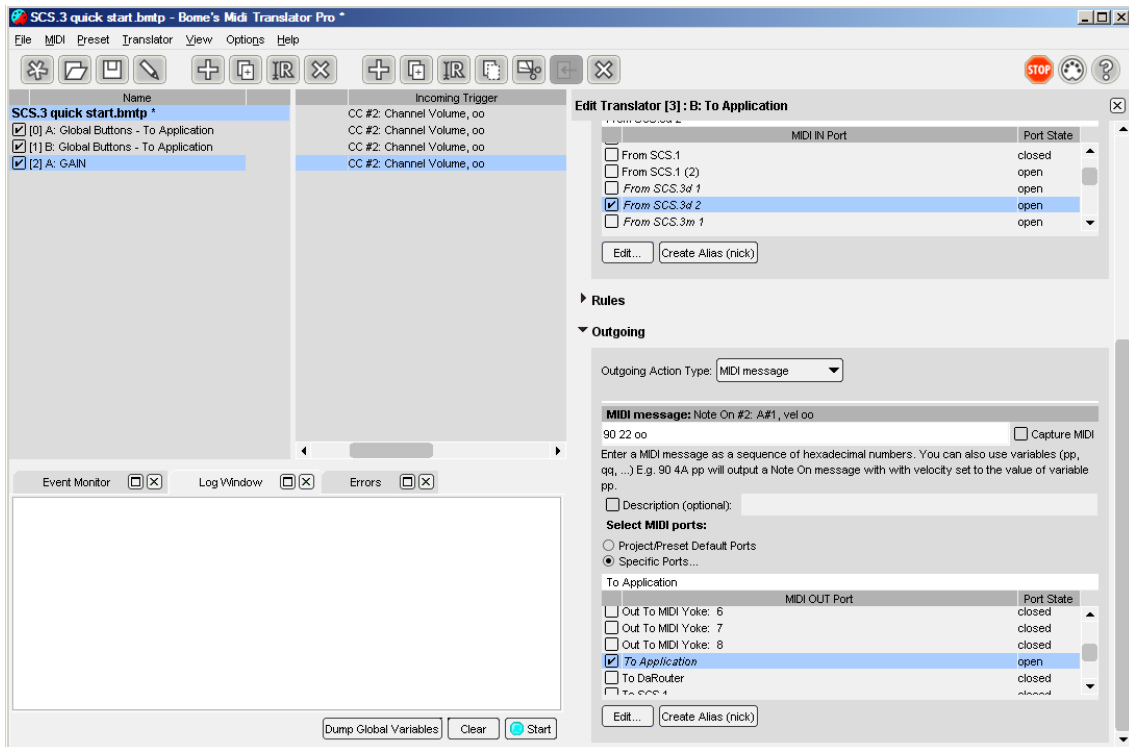 SCS.3 quick start.bmtp * - Bome's Midi Translator Pro *
File MIDI Preset Translator View Options Help
STOP
Name
SCS.3 quick start.bmtp *
[0] A: Global Buttons - To Application
[1] B: Global Buttons - To Application
[2] A: GAIN
Incoming Trigger
CC #2: Channel Volume, oo
CC #2: Channel Volume, oo
CC #2: Channel Volume, oo
CC #2: Channel Volume, oo
Event Monitor Log Window Errors
Dump Global Variables Clear Start
Edit Translator [3] : B: To Application
MIDI IN Port Port State
From SCS.1 closed
From SCS.1 (2) open
From SCS.3d 1 open
From SCS.3d 2 open
From SCS.3m 1 open
Edit... Create Alias (nick)
Rules
Outgoing
Outgoing Action Type: MIDI message
MIDI message: Note On #2: A#1, vel oo
90 22 oo Capture MIDI
Enter a MIDI message as a sequence of hexadecimal numbers. You can also use variables (pp,
qq, ...) E.g. 90 4A pp will output a Note On message with with velocity set to the value of variable
pp.
Description (optional):
Select MIDI ports:
Project/Preset Default Ports
Specific Ports...
To Application
MIDI OUT Port Port State
Out To MIDI Yoke: 6 closed
Out To MIDI Yoke: 7 closed
Out To MIDI Yoke: 8 closed
To Application open
To DaRouter closed
Edit... Create Alias (nick)